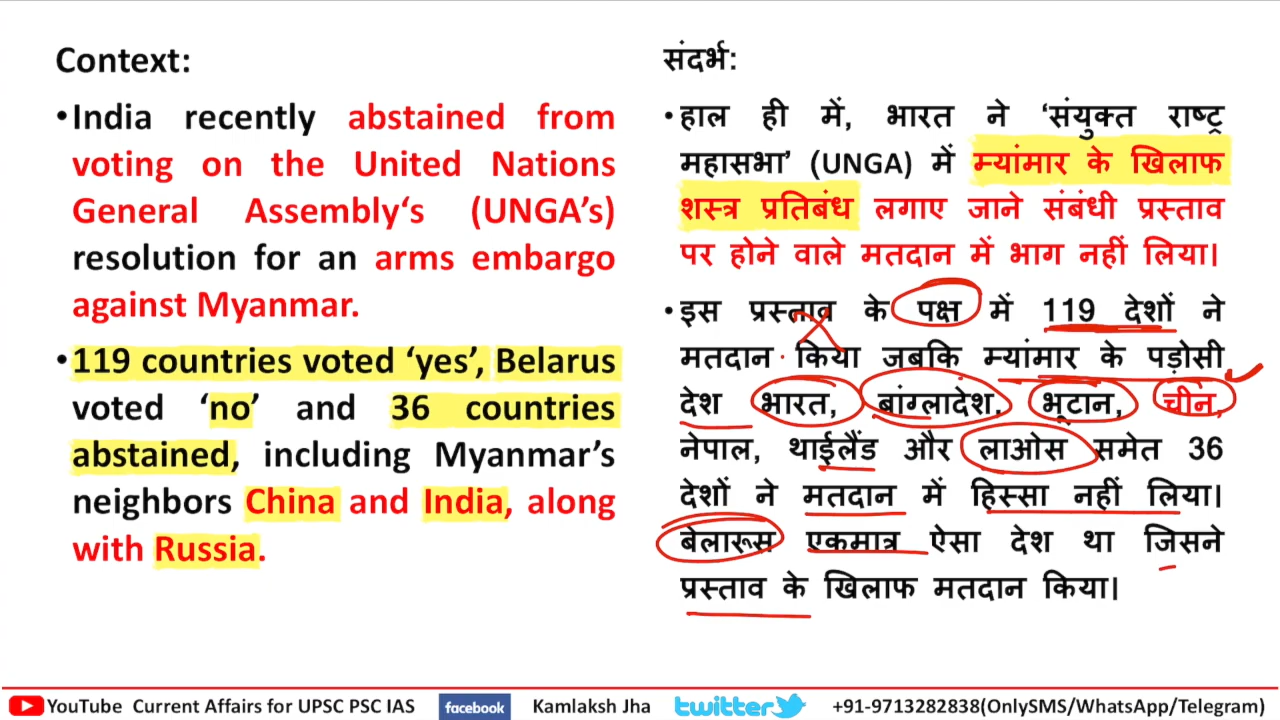 Context:
•India recently abstained from
voting on the United Nations
General Assembly‘s (UNGA’s)
resolution for an arms embargo
against Myanmar.
•119 countries voted ‘yes’, Belarus
voted ‘no’ and 36 countries
abstained, including Myanmar’s
neighbors China and India, along
with Russia.
संदर्भ:
•हाल ही में, भारत ने ‘संयुक्त राष्ट्र
महासभा’ (UNGA) में म्यांमार के खिलाफ
शस्त्र प्रतिबंध लगाए जाने संबंधी प्रस्ताव
पर होने वाले मतदान में भाग नहीं लिया।
•इस प्रस्ताव के पक्ष में 119 देशों ने
मतदान किया जबकि म्यांमार के पड़ोसी
देश भारत, बांग्लादेश, भूटान, चीन,
नेपाल, थाईलैंड और लाओस समेत 36
देशों ने मतदान में हिस्सा नहीं लिया।
बेलारूस एकमात्र ऐसा देश था जिसने
प्रस्ताव के खिलाफ मतदान किया।
YouTube Current Affairs for UPSC PSC IAS facebook Kamlaksh Jha twitter +91-9713282838(OnlySMS/WhatsApp/Telegram)